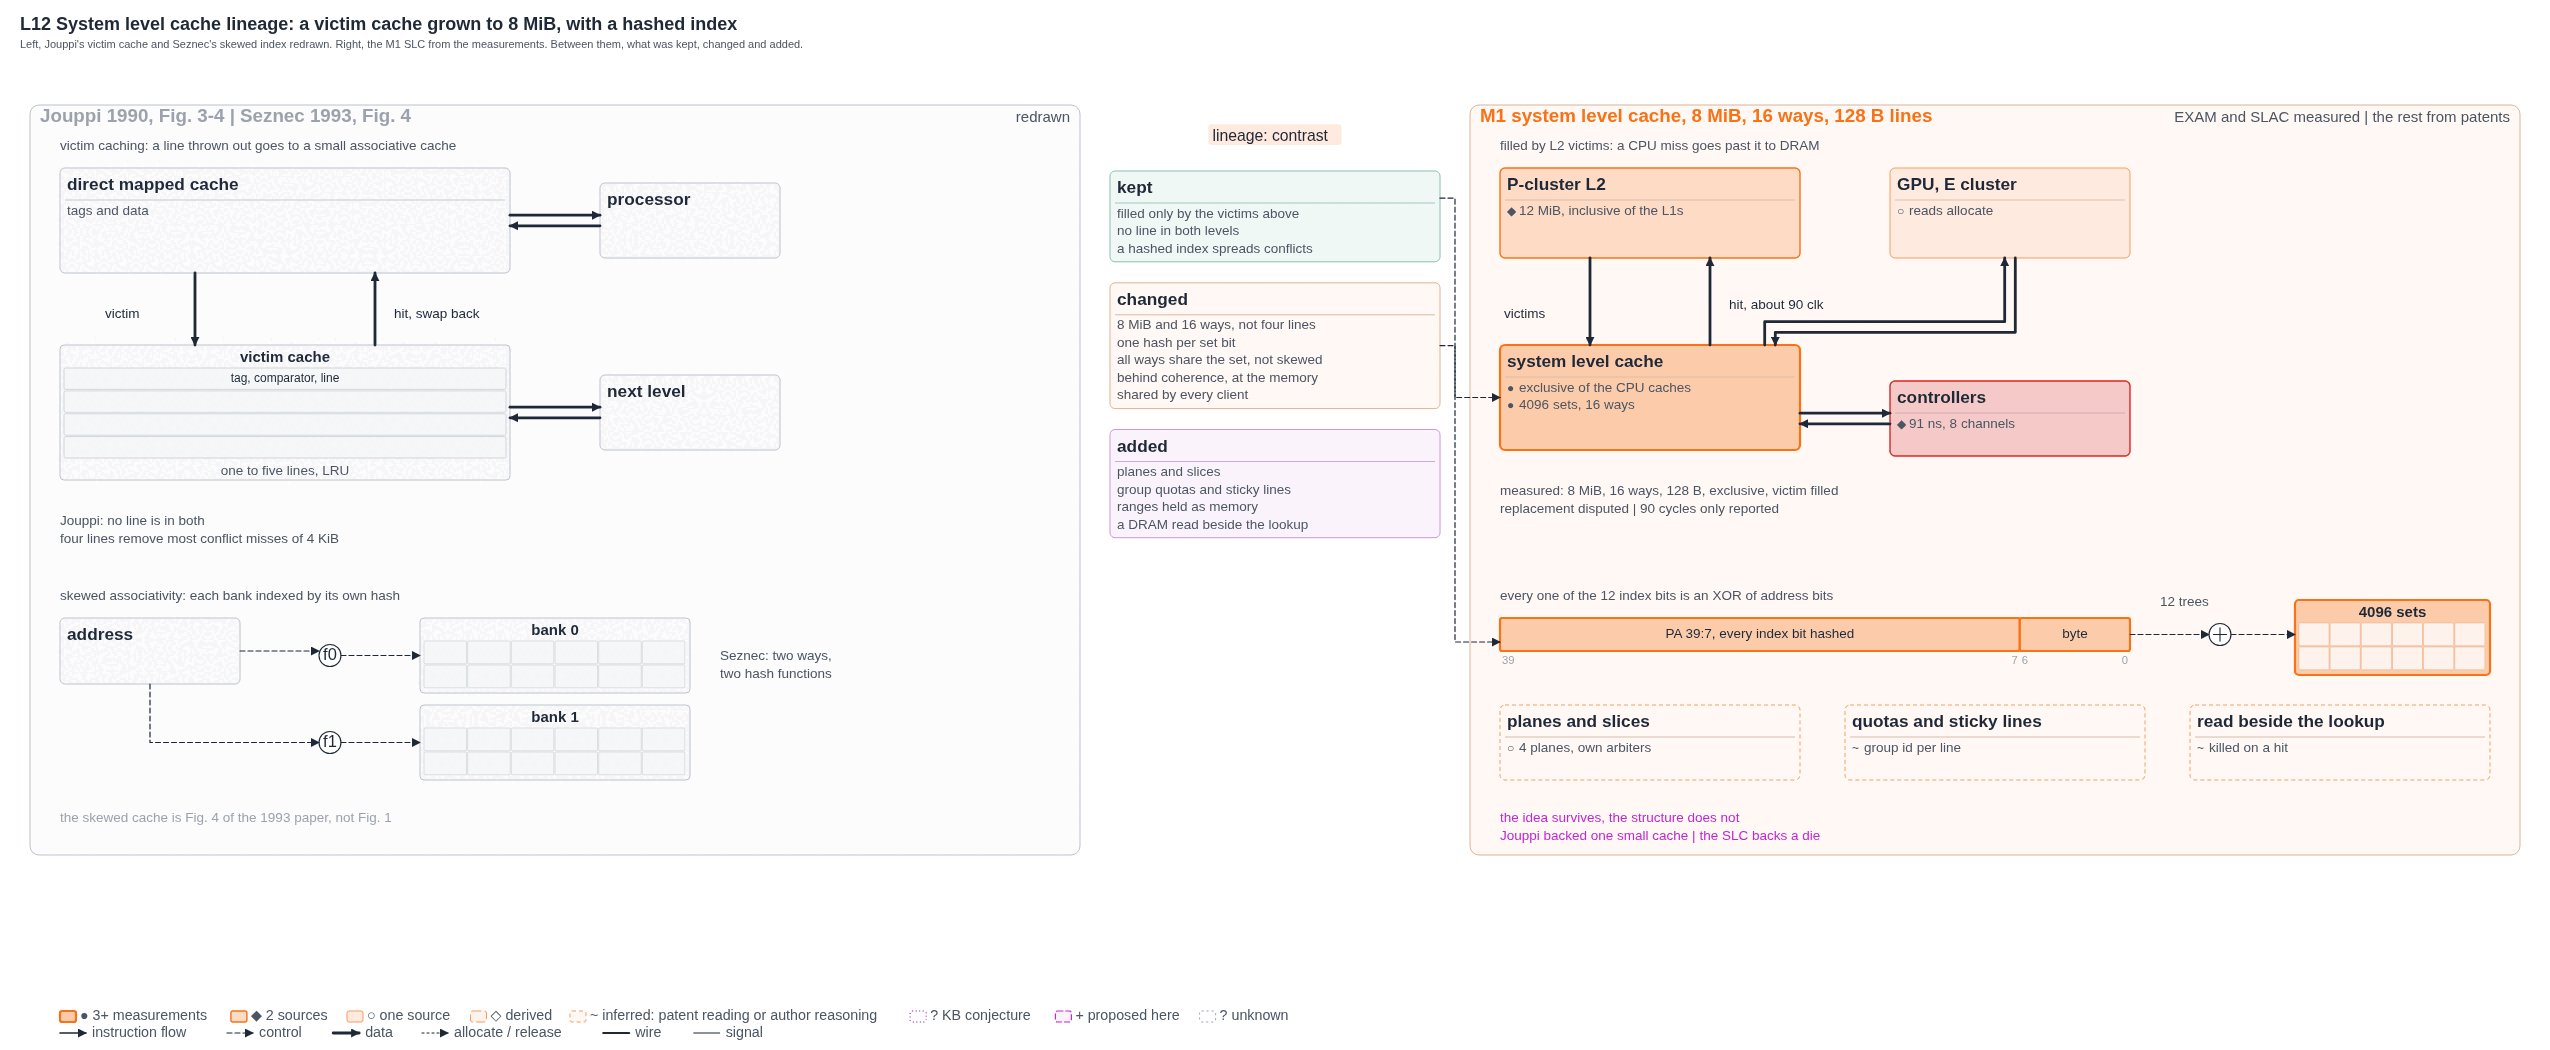 L12 System level cache lineage: a victim cache grown to 8 MiB, with a hashed index
Left, Jouppi's victim cache and Seznec's skewed index redrawn. Right, the M1 SLC from the measurements. Between them, what was kept, changed and added.
Jouppi 1990, Fig. 3-4 | Seznec 1993, Fig. 4
redrawn
victim caching: a line thrown out goes to a small associative cache
direct mapped cache
tags and data
processor
victim
hit, swap back
victim cache
tag, comparator, line
one to five lines, LRU
next level
Jouppi: no line is in both
four lines remove most conflict misses of 4 KiB
skewed associativity: each bank indexed by its own hash
address
f0
bank 0
Seznec: two ways,
two hash functions
f1
bank 1
the skewed cache is Fig. 4 of the 1993 paper, not Fig. 1
lineage: contrast
kept
filled only by the victims above
no line in both levels
a hashed index spreads conflicts
changed
8 MiB and 16 ways, not four lines
one hash per set bit
all ways share the set, not skewed
behind coherence, at the memory
shared by every client
added
planes and slices
group quotas and sticky lines
ranges held as memory
a DRAM read beside the lookup
M1 system level cache, 8 MiB, 16 ways, 128 B lines
EXAM and SLAC measured | the rest from patents
filled by L2 victims: a CPU miss goes past it to DRAM
P-cluster L2
◆ 12 MiB, inclusive of the L1s
GPU, E cluster
○ reads allocate
victims
hit, about 90 clk
system level cache
● exclusive of the CPU caches
● 4096 sets, 16 ways
controllers
◆ 91 ns, 8 channels
measured: 8 MiB, 16 ways, 128 B, exclusive, victim filled
replacement disputed | 90 cycles only reported
every one of the 12 index bits is an XOR of address bits
PA 39:7, every index bit hashed
byte
39
7 6
0
12 trees
4096 sets
planes and slices
○ 4 planes, own arbiters
quotas and sticky lines
~ group id per line
read beside the lookup
~ killed on a hit
the idea survives, the structure does not
Jouppi backed one small cache | the SLC backs a die
● 3+ measurements ◆ 2 sources ○ one source ◇ derived ~ inferred: patent reading or author reasoning ? KB conjecture + proposed here ? unknown
instruction flow control data allocate / release wire signal